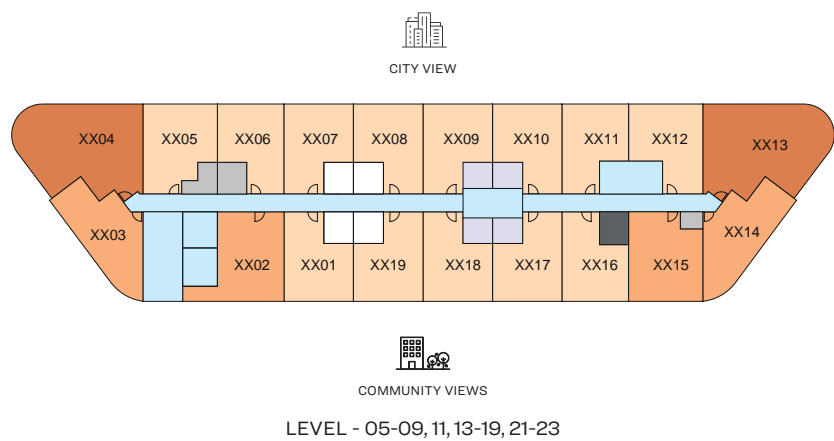 CITY VIEW
XX04
XX05
XX06
XX07
XX08
XX09
XX10
XX11
XX12
XX13
XX03
XX02
XX01
XX19
XX18
XX17
XX16
XX15
XX14
COMMUNITY VIEWS
LEVEL - 05-09, 11, 13-19, 21-23